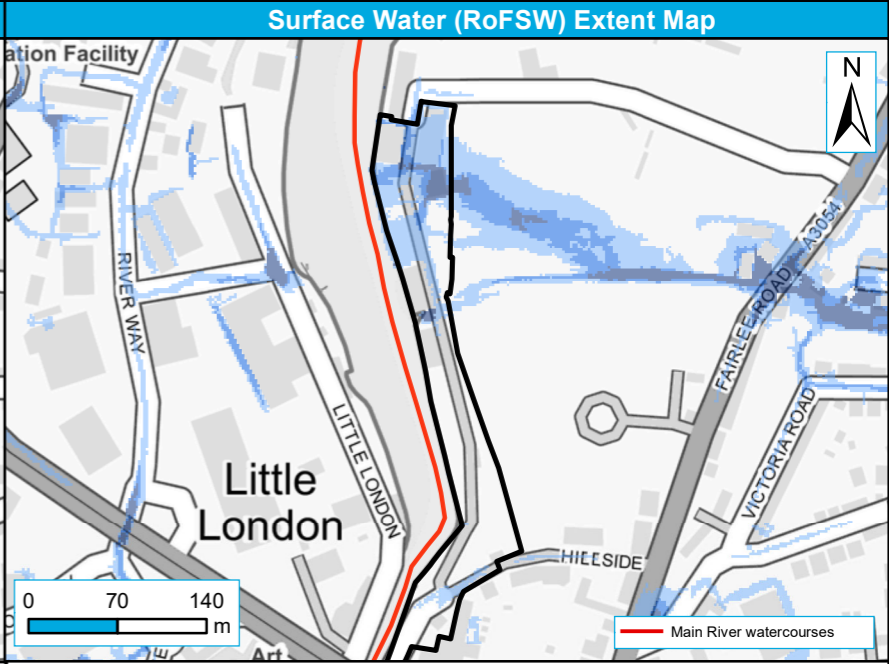 Surface Water (RoFSW) Extent Map
ation Facility
N
A3054
RIVER WAY
FAIRLEE ROAD
LITTLE LONDON
VICTORIA ROAD
Little
London
HILLSIDE
0 70 140
m
Main River watercourses
Art